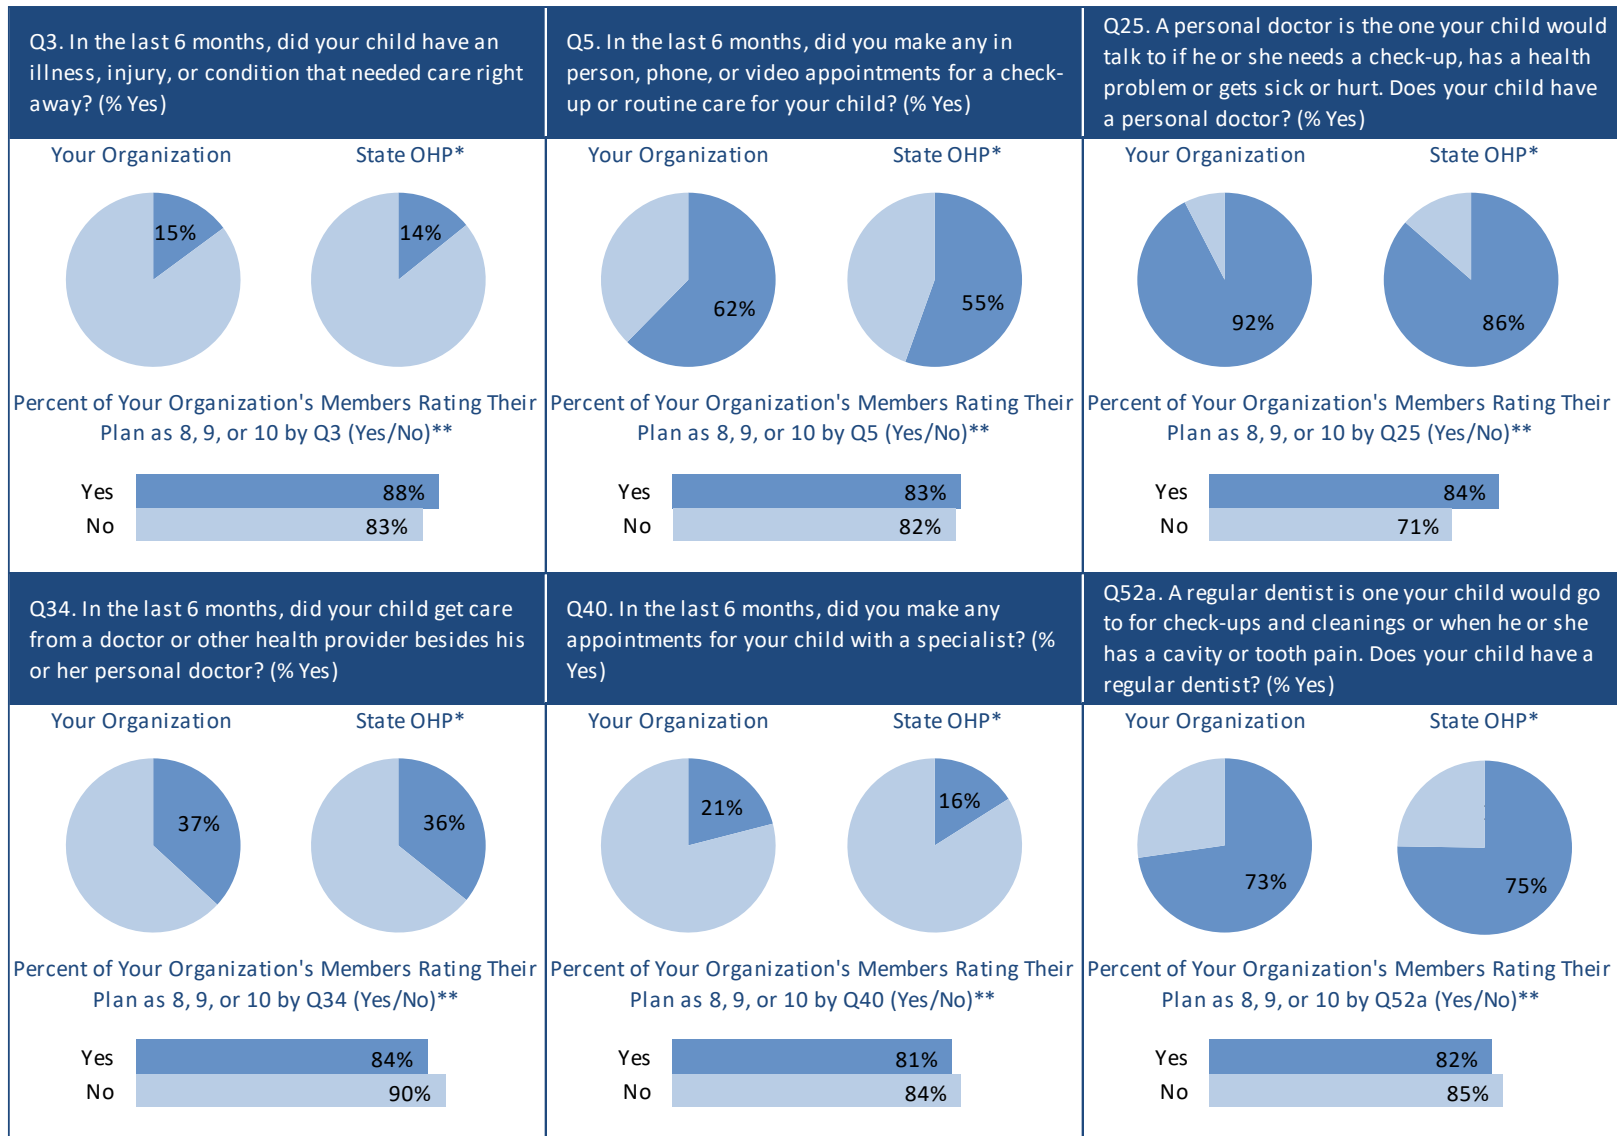 Q3. In the last 6 months, did your child have an
illness, injury, or condition that needed care right
away? (% Yes)
Your Organization
State OHP*
15%
14%
Percent of Your Organization's Members Rating Their
Plan as 8, 9, or 10 by Q3 (Yes/No)**
Yes
88%
No
83%
Q5. In the last 6 months, did you make any in
person, phone, or video appointments for a check-
up or routine care for your child? (% Yes)
Your Organization
State OHP*
62%
55%
Percent of Your Organization's Members Rating Their
Plan as 8, 9, or 10 by Q5 (Yes/No)**
Yes
83%
No
82%
Q25. A personal doctor is the one your child would
talk to if he or she needs a check-up, has a health
problem or gets sick or hurt. Does your child have
a personal doctor? (% Yes)
Your Organization
State OHP*
92%
86%
Percent of Your Organization's Members Rating Their
Plan as 8, 9, or 10 by Q25 (Yes/No)**
Yes
84%
No
71%
Q34. In the last 6 months, did your child get care
from a doctor or other health provider besides his
or her personal doctor? (% Yes)
Your Organization
State OHP*
37%
36%
Percent of Your Organization's Members Rating Their
Plan as 8, 9, or 10 by Q34 (Yes/No)**
Yes
84%
No
90%
Q40. In the last 6 months, did you make any
appointments for your child with a specialist? (%
Yes)
Your Organization
State OHP*
21%
16%
Percent of Your Organization's Members Rating Their
Plan as 8, 9, or 10 by Q40 (Yes/No)**
Yes
81%
No
84%
Q52a. A regular dentist is one your child would go
to for check-ups and cleanings or when he or she
has a cavity or tooth pain. Does your child have a
regular dentist? (% Yes)
Your Organization
State OHP*
73%
75%
Percent of Your Organization's Members Rating Their
Plan as 8, 9, or 10 by Q52a (Yes/No)**
Yes
82%
No
85%